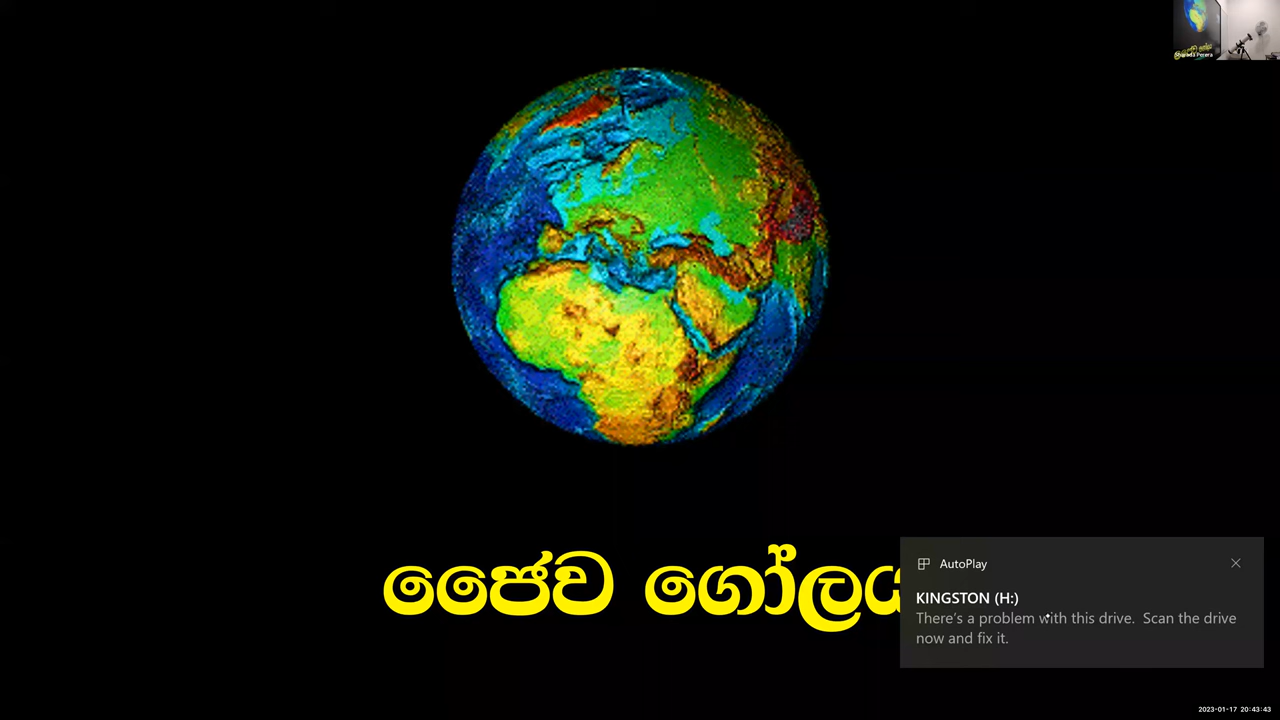 ජෛව ගෝලය
AutoPlay
KINGSTON (H:)
There's a problem with this drive. Scan the drive
now and fix it.
2023-01-17 20:43:43